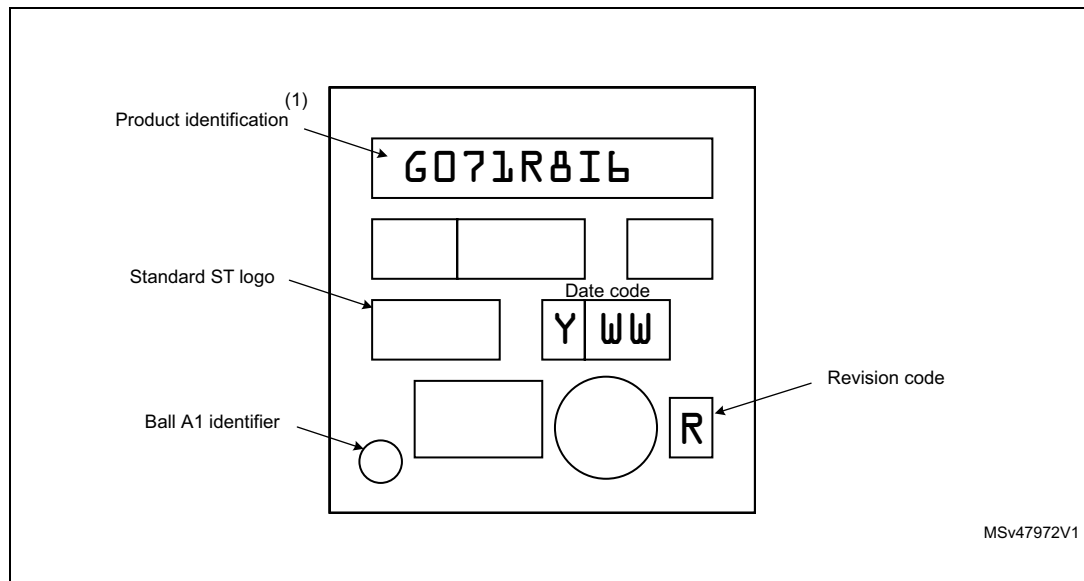 (1)
Product identification
G071R8I6
Standard ST logo
Date code
Y WW
Revision code
Ball A1 identifier
R
MSv47972V1